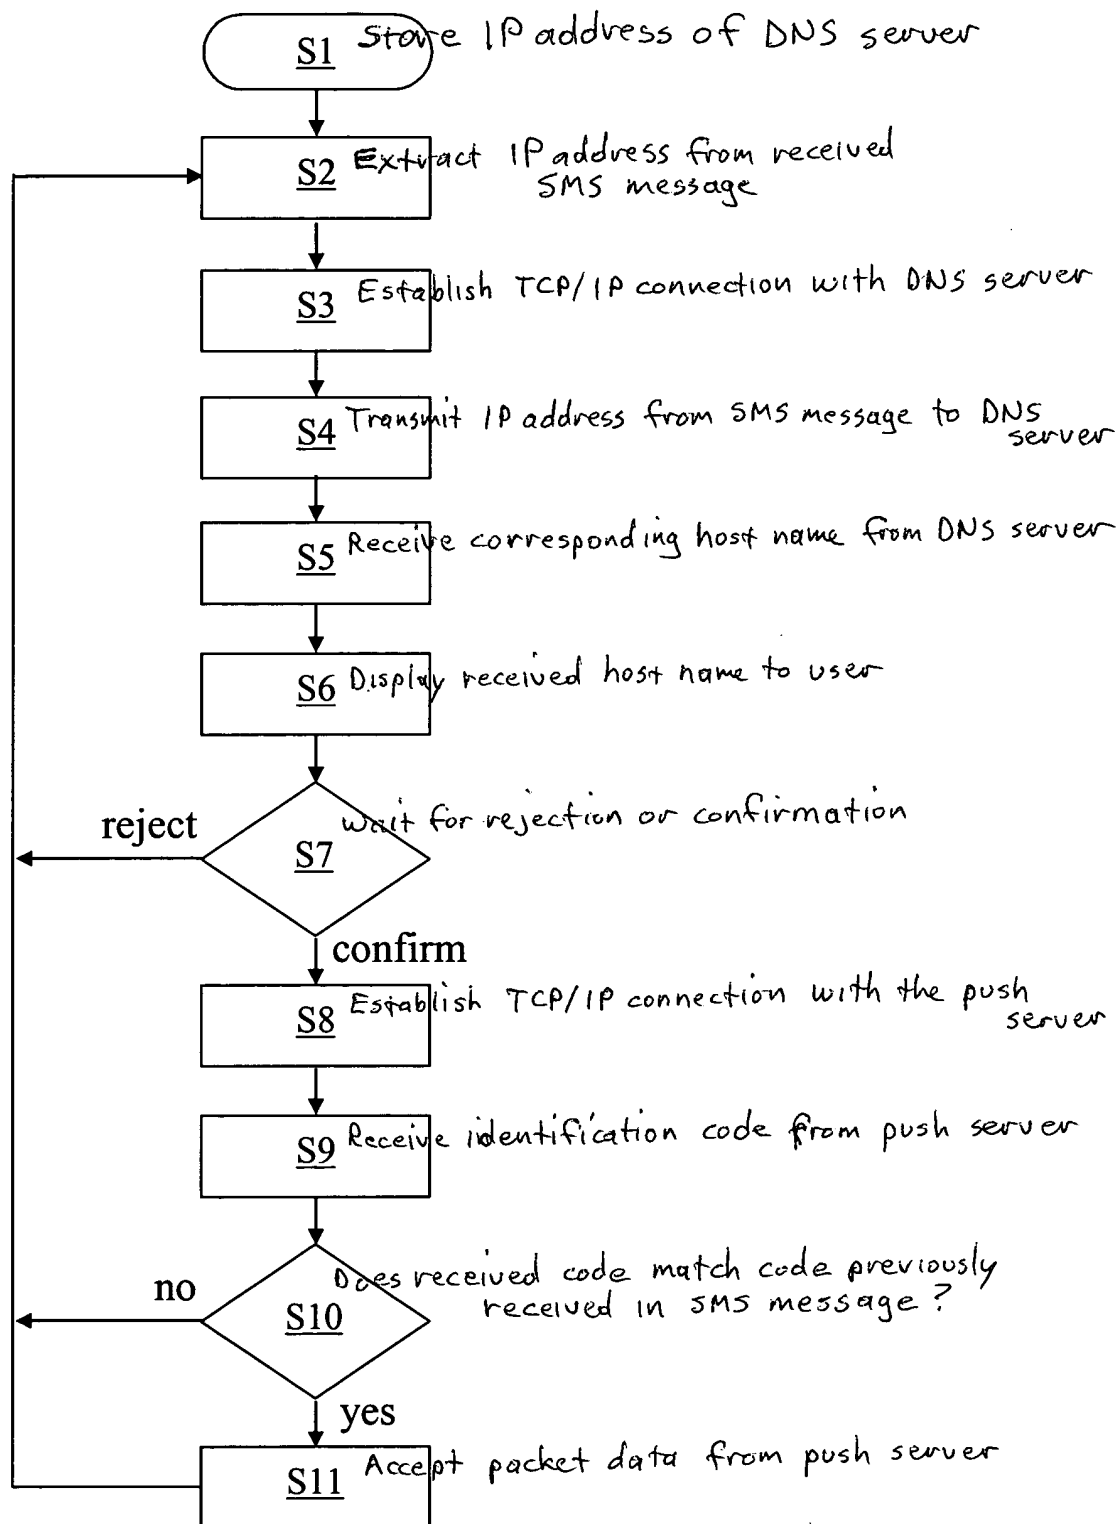 S1 Store IP address of DNS server
S2 Extract IP address from received
SMS message
S3 Establish TCP/IP connection with DNS server
S4 Transmit IP address from SMS message to DNS
server
S5 Receive corresponding host name from DNS server
S6 Display received host name to user
S7 wait for rejection or confirmation
reject
confirm
S8 Establish TCP/IP connection with the push
server
S9 Receive identification code from push server
S10 Does received code match code previously
received in SMS message?
no
yes
S11 Accept packet data from push server